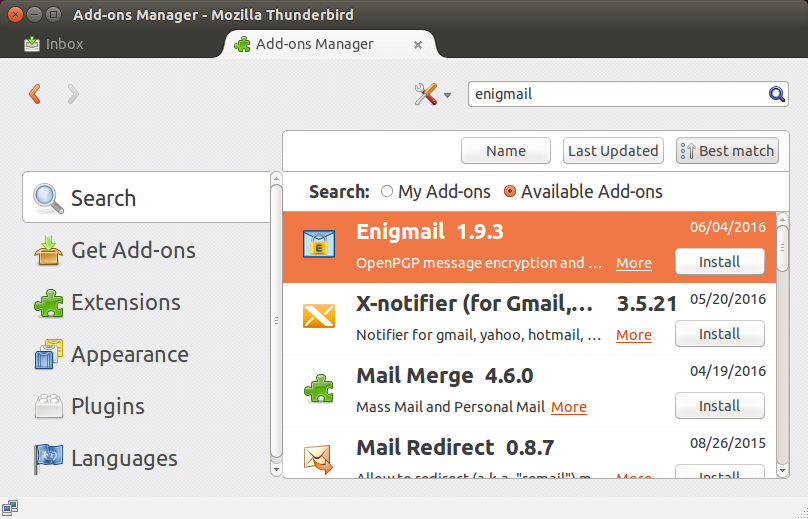 Add-ons Manager - Mozilla Thunderbird
Inbox
Add-ons Manager
enigmail
Name
Last Updated
Best match
Search: My Add-ons Available Add-ons
Search
Get Add-ons
Extensions
Appearance
Plugins
Languages
Enigmail 1.9.3 06/04/2016
OpenPGP message encryption and ... More Install
X-notifier (for Gmail,... 3.5.21 05/20/2016
Notifier for gmail, yahoo, hotmail, ... More Install
Mail Merge 4.6.0 04/19/2016
Mass Mail and Personal Mail More Install
Mail Redirect 0.8.7 08/26/2015
Allow to redirect (a.k.a. "remail") m... More Install